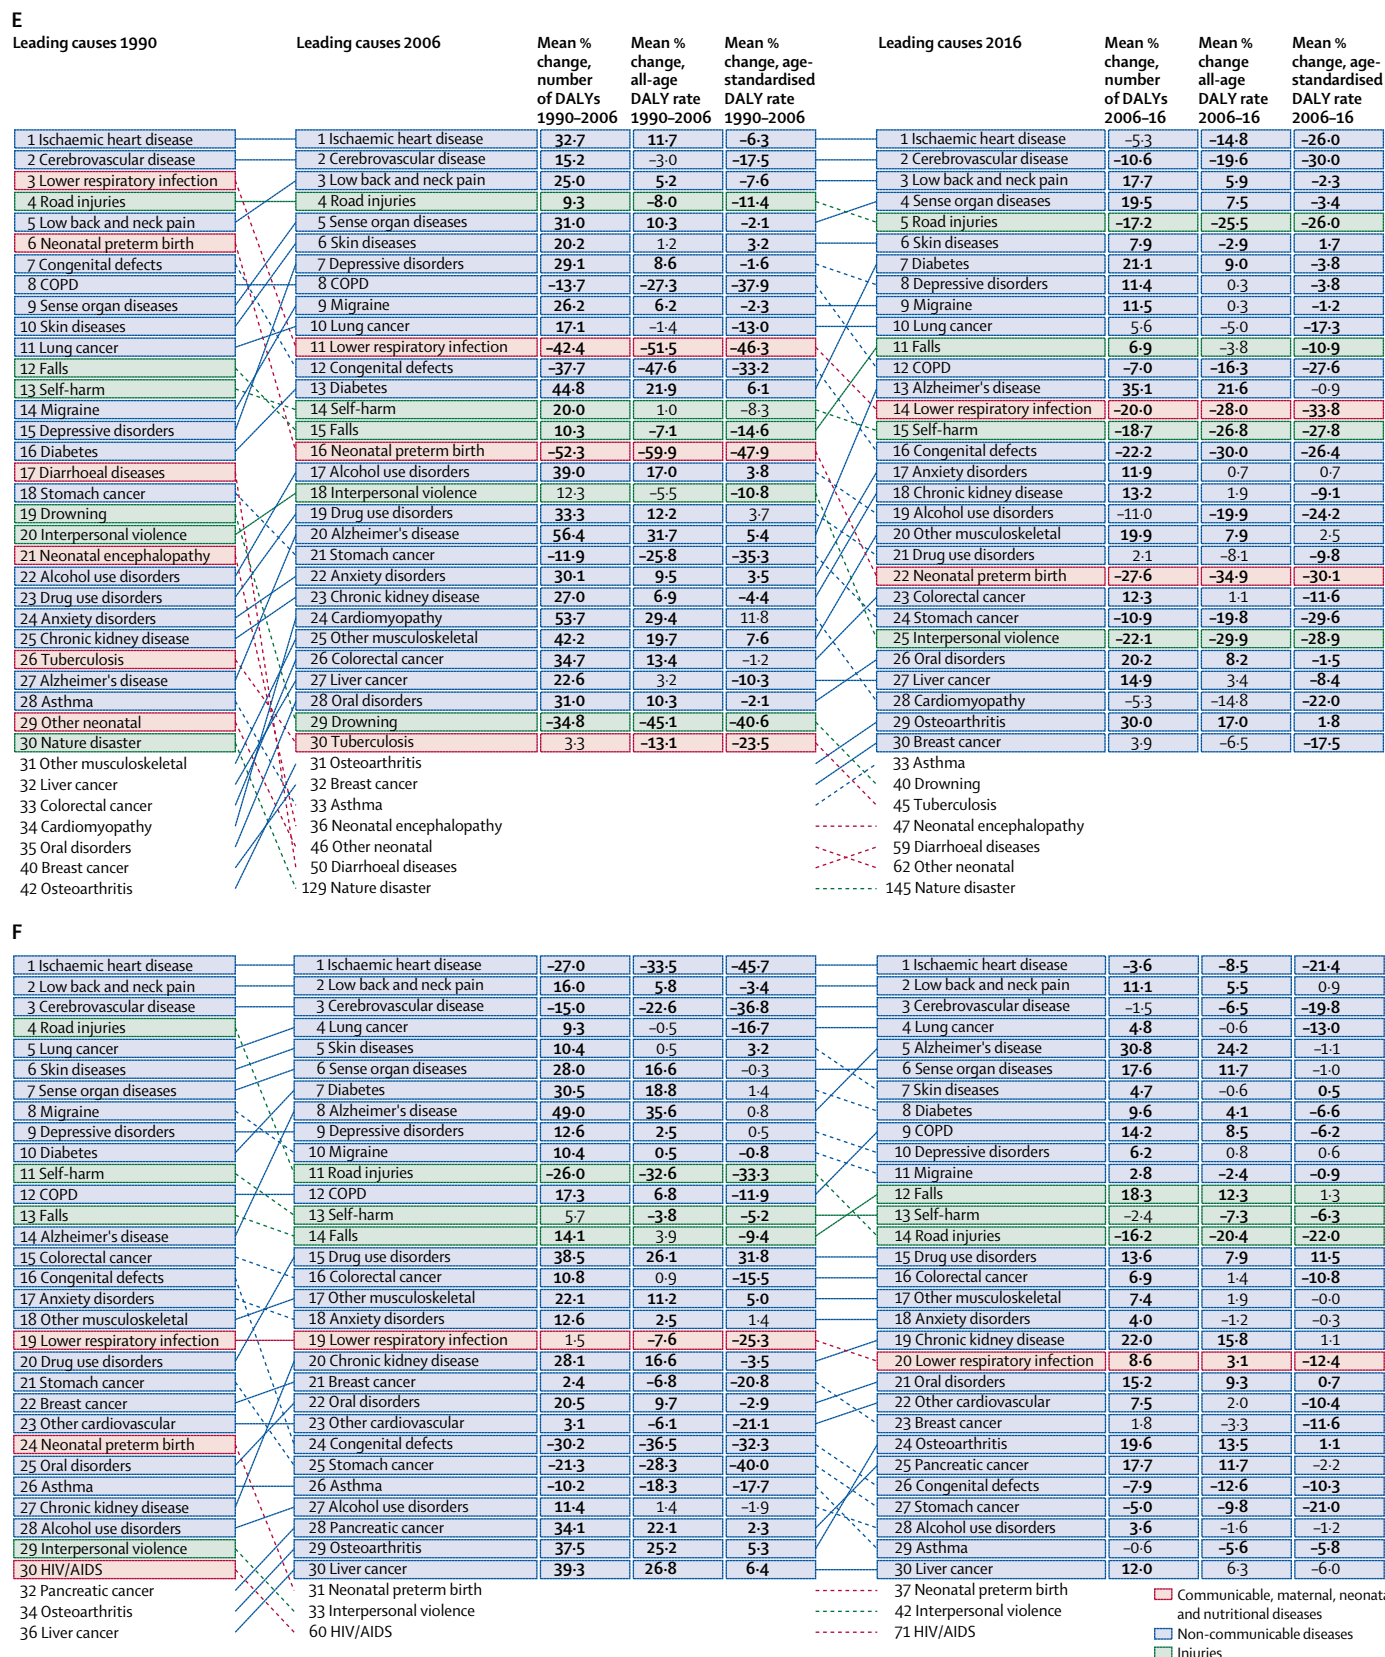 E
Leading causes 1990 Leading causes 2006 Mean % change, number of DALYs 1990–2006 Mean % change, all-age DALY rate 1990–2006 Mean % change, age-standardised DALY rate 1990–2006 Leading causes 2016 Mean % change, number of DALYs 2006–16 Mean % change all-age DALY rate 2006–16 Mean % change, age-standardised DALY rate 2006–16
1 Ischaemic heart disease 1 Ischaemic heart disease 32·7 11·7 –6·3 1 Ischaemic heart disease –5·3 –14·8 –26·0
2 Cerebrovascular disease 2 Cerebrovascular disease 15·2 –3·0 –17·5 2 Cerebrovascular disease –10·6 –19·6 –30·0
3 Lower respiratory infection 3 Low back and neck pain 25·0 5·2 –7·6 3 Low back and neck pain 17·7 5·9 –2·3
4 Road injuries 4 Road injuries 9·3 –8·0 –11·4 4 Sense organ diseases 19·5 7·5 –3·4
5 Low back and neck pain 5 Sense organ diseases 31·0 10·3 –2·1 5 Road injuries –17·2 –25·5 –26·0
6 Neonatal preterm birth 6 Skin diseases 20·2 1·2 3·2 6 Skin diseases 7·9 –2·9 1·7
7 Congenital defects 7 Depressive disorders 29·1 8·6 –1·6 7 Diabetes 21·1 9·0 –3·8
8 COPD 8 COPD –13·7 –27·3 –37·9 8 Depressive disorders 11·4 0·3 –3·8
9 Sense organ diseases 9 Migraine 26·2 6·2 –2·3 9 Migraine 11·5 0·3 –1·2
10 Skin diseases 10 Lung cancer 17·1 –1·4 –13·0 10 Lung cancer 5·6 –5·0 –17·3
11 Lung cancer 11 Lower respiratory infection –42·4 –51·5 –46·3 11 Falls 6·9 –3·8 –10·9
12 Falls 12 Congenital defects –37·7 –47·6 –33·2 12 COPD –7·0 –16·3 –27·6
13 Self-harm 13 Diabetes 44·8 21·9 6·1 13 Alzheimer's disease 35·1 21·6 –0·9
14 Migraine 14 Self-harm 20·0 1·0 –8·3 14 Lower respiratory infection –20·0 –28·0 –33·8
15 Depressive disorders 15 Falls 10·3 –7·1 –14·6 15 Self-harm –18·7 –26·8 –27·8
16 Diabetes 16 Neonatal preterm birth –52·3 –59·9 –47·9 16 Congenital defects –22·2 –30·0 –26·4
17 Diarrhoeal diseases 17 Alcohol use disorders 39·0 17·0 3·8 17 Anxiety disorders 11·9 0·7 0·7
18 Stomach cancer 18 Interpersonal violence 12·3 –5·5 –10·8 18 Chronic kidney disease 13·2 1·9 –9·1
19 Drowning 19 Drug use disorders 33·3 12·2 3·7 19 Alcohol use disorders –11·0 –19·9 –24·2
20 Interpersonal violence 20 Alzheimer's disease 56·4 31·7 5·4 20 Other musculoskeletal 19·9 7·9 2·5
21 Neonatal encephalopathy 21 Stomach cancer –11·9 –25·8 –35·3 21 Drug use disorders 2·1 –8·1 –9·8
22 Alcohol use disorders 22 Anxiety disorders 30·1 9·5 3·5 22 Neonatal preterm birth –27·6 –34·9 –30·1
23 Drug use disorders 23 Chronic kidney disease 27·0 6·9 –4·4 23 Colorectal cancer 12·3 1·1 –11·6
24 Anxiety disorders 24 Cardiomyopathy 53·7 29·4 11·8 24 Stomach cancer –10·9 –19·8 –29·6
25 Chronic kidney disease 25 Other musculoskeletal 42·2 19·7 7·6 25 Interpersonal violence –22·1 –29·9 –28·9
26 Tuberculosis 26 Colorectal cancer 34·7 13·4 –1·2 26 Oral disorders 20·2 8·2 –1·5
27 Alzheimer's disease 27 Liver cancer 22·6 3·2 –10·3 27 Liver cancer 14·9 3·4 –8·4
28 Asthma 28 Oral disorders 31·0 10·3 –2·1 28 Cardiomyopathy –5·3 –14·8 –22·0
29 Other neonatal 29 Drowning –34·8 –45·1 –40·6 29 Osteoarthritis 30·0 17·0 1·8
30 Nature disaster 30 Tuberculosis 3·3 –13·1 –23·5 30 Breast cancer 3·9 –6·5 –17·5
31 Other musculoskeletal 31 Osteoarthritis 33 Asthma
32 Liver cancer 32 Breast cancer 40 Drowning
33 Colorectal cancer 33 Asthma 45 Tuberculosis
34 Cardiomyopathy 36 Neonatal encephalopathy 47 Neonatal encephalopathy
35 Oral disorders 46 Other neonatal 59 Diarrhoeal diseases
40 Breast cancer 50 Diarrhoeal diseases 62 Other neonatal
42 Osteoarthritis 129 Nature disaster 145 Nature disaster
F
1 Ischaemic heart disease 1 Ischaemic heart disease –27·0 –33·5 –45·7 1 Ischaemic heart disease –3·6 –8·5 –21·4
2 Low back and neck pain 2 Low back and neck pain 16·0 5·8 –3·4 2 Low back and neck pain 11·1 5·5 0·9
3 Cerebrovascular disease 3 Cerebrovascular disease –15·0 –22·6 –36·8 3 Cerebrovascular disease –1·5 –6·5 –19·8
4 Road injuries 4 Lung cancer 9·3 –0·5 –16·7 4 Lung cancer 4·8 –0·6 –13·0
5 Lung cancer 5 Skin diseases 10·4 0·5 3·2 5 Alzheimer's disease 30·8 24·2 –1·1
6 Skin diseases 6 Sense organ diseases 28·0 16·6 –0·3 6 Sense organ diseases 17·6 11·7 –1·0
7 Sense organ diseases 7 Diabetes 30·5 18·8 1·4 7 Skin diseases 4·7 –0·6 0·5
8 Migraine 8 Alzheimer's disease 49·0 35·6 0·8 8 Diabetes 9·6 4·1 –6·6
9 Depressive disorders 9 Depressive disorders 12·6 2·5 0·5 9 COPD 14·2 8·5 –6·2
10 Diabetes 10 Migraine 10·4 0·5 –0·8 10 Depressive disorders 6·2 0·8 0·6
11 Self-harm 11 Road injuries –26·0 –32·6 –33·3 11 Migraine 2·8 –2·4 –0·9
12 COPD 12 COPD 17·3 6·8 –11·9 12 Falls 18·3 12·3 1·3
13 Falls 13 Self-harm 5·7 –3·8 –5·2 13 Self-harm –2·4 –7·3 –6·3
14 Alzheimer's disease 14 Falls 14·1 3·9 –9·4 14 Road injuries –16·2 –20·4 –22·0
15 Colorectal cancer 15 Drug use disorders 38·5 26·1 31·8 15 Drug use disorders 13·6 7·9 11·5
16 Congenital defects 16 Colorectal cancer 10·8 0·9 –15·5 16 Colorectal cancer 6·9 1·4 –10·8
17 Anxiety disorders 17 Other musculoskeletal 22·1 11·2 5·0 17 Other musculoskeletal 7·4 1·9 –0·0
18 Other musculoskeletal 18 Anxiety disorders 12·6 2·5 1·4 18 Anxiety disorders 4·0 –1·2 –0·3
19 Lower respiratory infection 19 Lower respiratory infection 1·5 –7·6 –25·3 19 Chronic kidney disease 22·0 15·8 1·1
20 Drug use disorders 20 Chronic kidney disease 28·1 16·6 –3·5 20 Lower respiratory infection 8·6 3·1 –12·4
21 Stomach cancer 21 Breast cancer 2·4 –6·8 –20·8 21 Oral disorders 15·2 9·3 0·7
22 Breast cancer 22 Oral disorders 20·5 9·7 –2·9 22 Other cardiovascular 7·5 2·0 –10·4
23 Other cardiovascular 23 Other cardiovascular 3·1 –6·1 –21·1 23 Breast cancer 1·8 –3·3 –11·6
24 Neonatal preterm birth 24 Congenital defects –30·2 –36·5 –32·3 24 Osteoarthritis 19·6 13·5 1·1
25 Oral disorders 25 Stomach cancer –21·3 –28·3 –40·0 25 Pancreatic cancer 17·7 11·7 –2·2
26 Asthma 26 Asthma –10·2 –18·3 –17·7 26 Congenital defects –7·9 –12·6 –10·3
27 Chronic kidney disease 27 Alcohol use disorders 11·4 1·4 –1·9 27 Stomach cancer –5·0 –9·8 –21·0
28 Alcohol use disorders 28 Pancreatic cancer 34·1 22·1 2·3 28 Alcohol use disorders 3·6 –1·6 –1·2
29 Interpersonal violence 29 Osteoarthritis 37·5 25·2 5·3 29 Asthma –0·6 –5·6 –5·8
30 HIV/AIDS 30 Liver cancer 39·3 26·8 6·4 30 Liver cancer 12·0 6·3 –6·0
32 Pancreatic cancer 31 Neonatal preterm birth 37 Neonatal preterm birth
34 Osteoarthritis 33 Interpersonal violence 42 Interpersonal violence
36 Liver cancer 60 HIV/AIDS 71 HIV/AIDS
Communicable, maternal, neonata
and nutritional diseases
Non-communicable diseases
Injuries